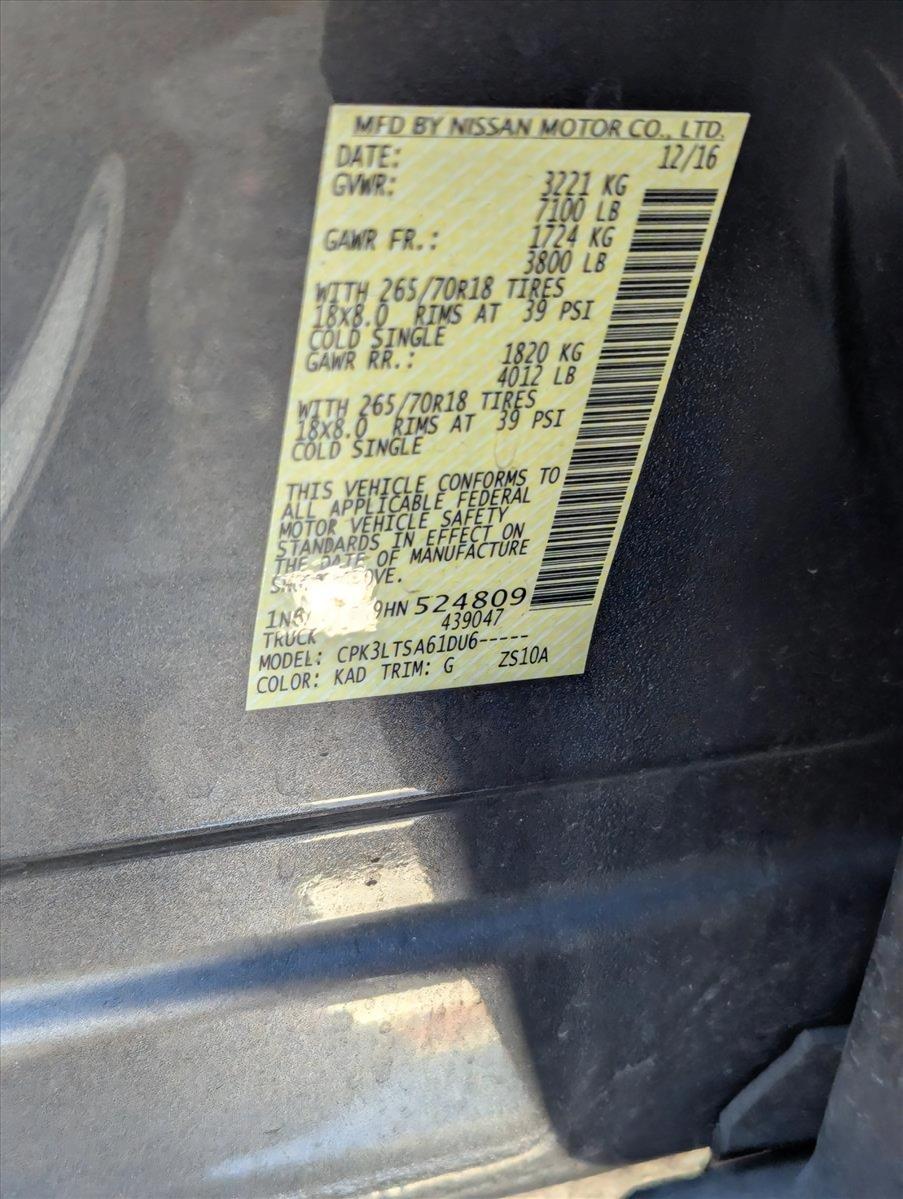 MFD BY NISSAN MOTOR CO., LTD.
DATE: 12/16
GVWR: 3221 KG
7100 LB
GAWR FR.: 1724 KG
3800 LB
WITH 265/70R18 TIRES
18X8.0 RIMS AT 39 PSI
COLD SINGLE
GAWR RR.: 1820 KG
4012 LB
WITH 265/70R18 TIRES
18X8.0 RIMS AT 39 PSI
COLD SINGLE
THIS VEHICLE CONFORMS TO
ALL APPLICABLE FEDERAL
MOTOR VEHICLE SAFETY
STANDARDS IN EFFECT ON
THE DATE OF MANUFACTURE
524809
439047
TRUCK
MODEL: CPK3LTSA61DU6-----
COLOR: KAD TRIM: G ZS10A